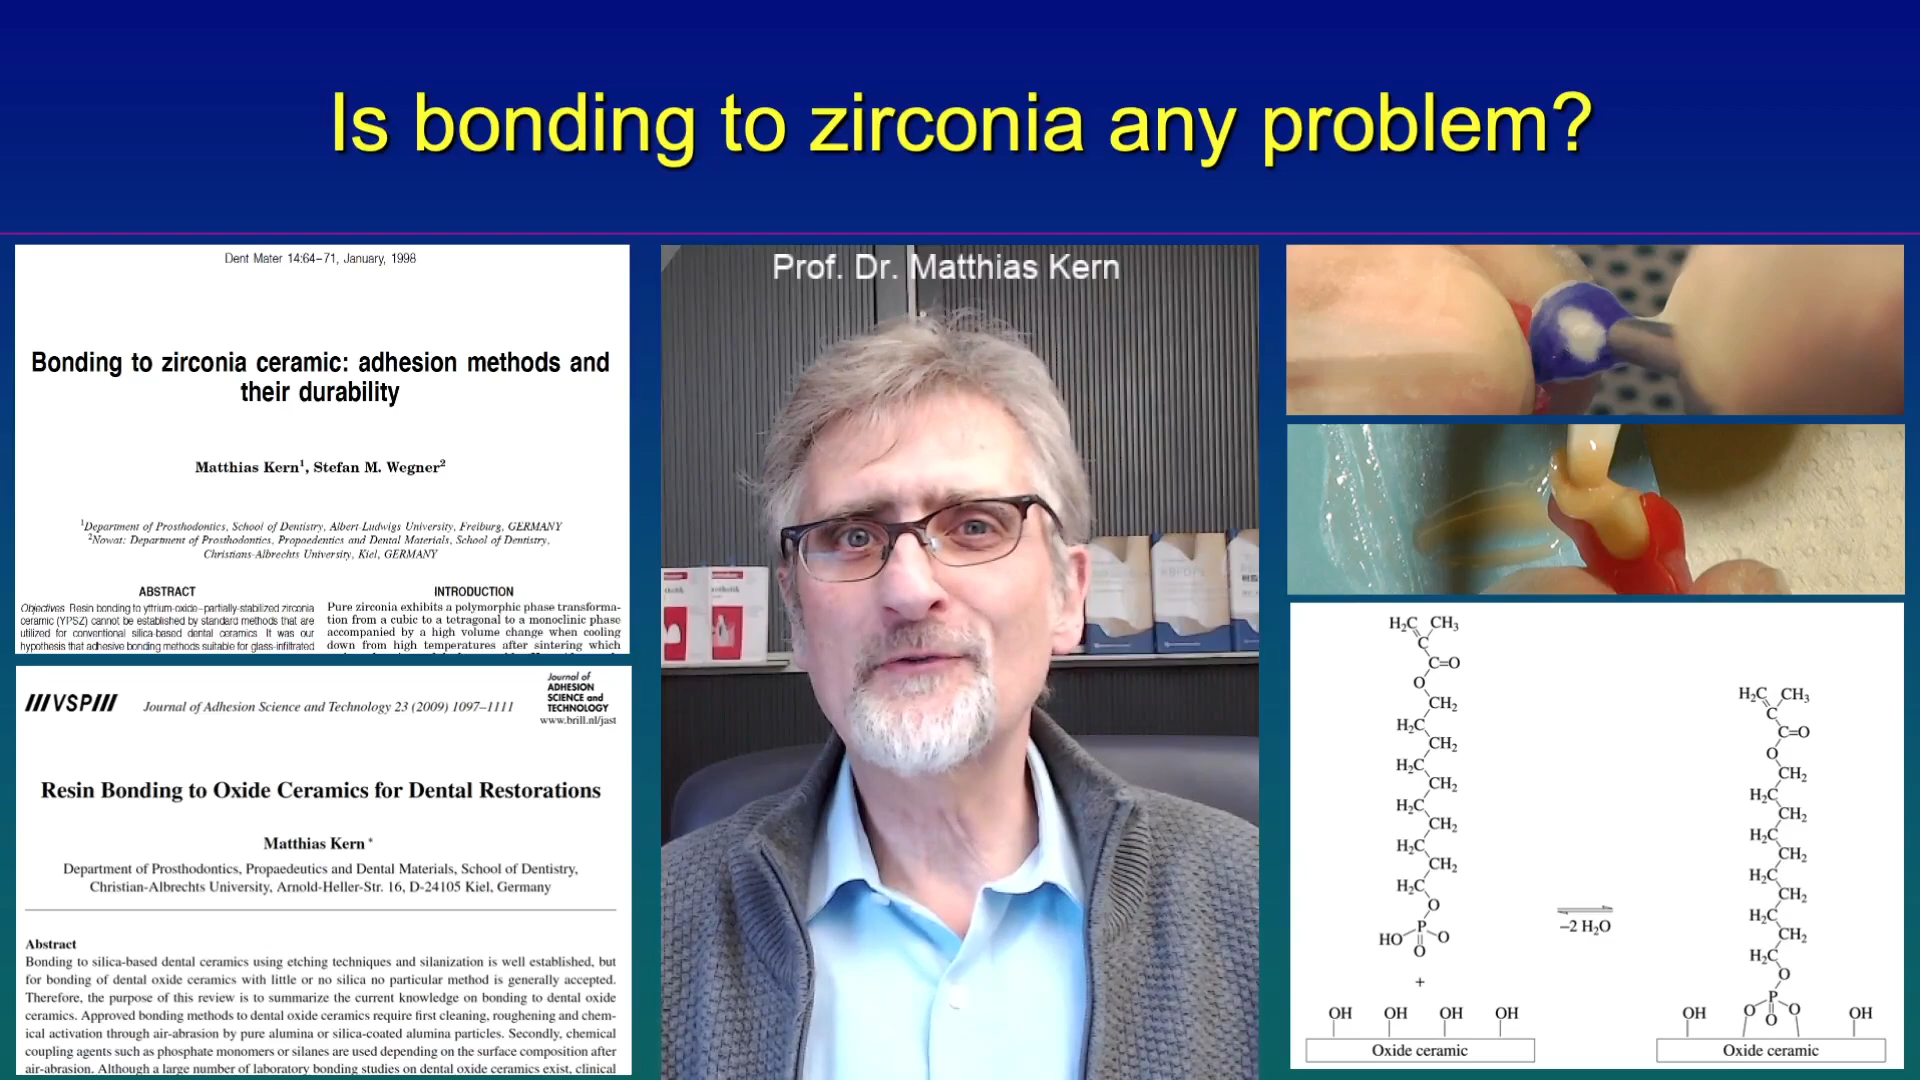 Is bonding to zirconia any problem?
Dent Mater 14:64–71, January, 1998
Bonding to zirconia ceramic: adhesion methods and
their durability
Matthias Kern1, Stefan M. Wegner2
1Department of Prosthodontics, School of Dentistry, Albert-Ludwigs University, Freiburg, GERMANY
2Nowat: Department of Prosthodontics, Propaedentics and Dental Materials, School of Dentistry,
Christians-Albrechts University, Kiel, GERMANY
ABSTRACT
Objectives Resin bonding to yttrium-oxide–partially-stabilized zirconia
ceramic (YPSZ) cannot be established by standard methods that are
utilized for conventional silica-based dental ceramics It was our
hypothesis that adhesive bonding methods suitable for glass-infiltrated
INTRODUCTION
Pure zirconia exhibits a polymorphic phase transforma-
tion from a cubic to a tetragonal to a monoclinic phase
accompanied by a high volume change when cooling
down from high temperatures after sintering which
///VSP///
Journal of Adhesion Science and Technology 23 (2009) 1097–1111
Journal of
ADHESION
SCIENCE and
TECHNOLOGY
www.brill.nl/jast
Resin Bonding to Oxide Ceramics for Dental Restorations
Matthias Kern *
Department of Prosthodontics, Propaedeutics and Dental Materials, School of Dentistry,
Christian-Albrechts University, Arnold-Heller-Str. 16, D-24105 Kiel, Germany
Abstract
Bonding to silica-based dental ceramics using etching techniques and silanization is well established, but
for bonding of dental oxide ceramics with little or no silica no particular method is generally accepted.
Therefore, the purpose of this review is to summarize the current knowledge on bonding to dental oxide
ceramics. Approved bonding methods to dental oxide ceramics require first cleaning, roughening and chem-
ical activation through air-abrasion by pure alumina or silica-coated alumina particles. Secondly, chemical
coupling agents such as phosphate monomers or silanes are used depending on the surface composition after
air-abrasion. Although a large number of laboratory bonding studies on dental oxide ceramics exist, clinical
Prof. Dr. Matthias Kern
H2C CH3
C
C=O
O
CH2
H2C
CH2
H2C
CH2
H2C
CH2
H2C
CH2
H2C
O
HO P O
O
+
OH OH OH OH
Oxide ceramic
–2 H2O
H2C CH3
C
C=O
O
CH2
H2C
CH2
H2C
CH2
H2C
CH2
H2C
CH2
H2C
O
P
OH O O OH
O
Oxide ceramic